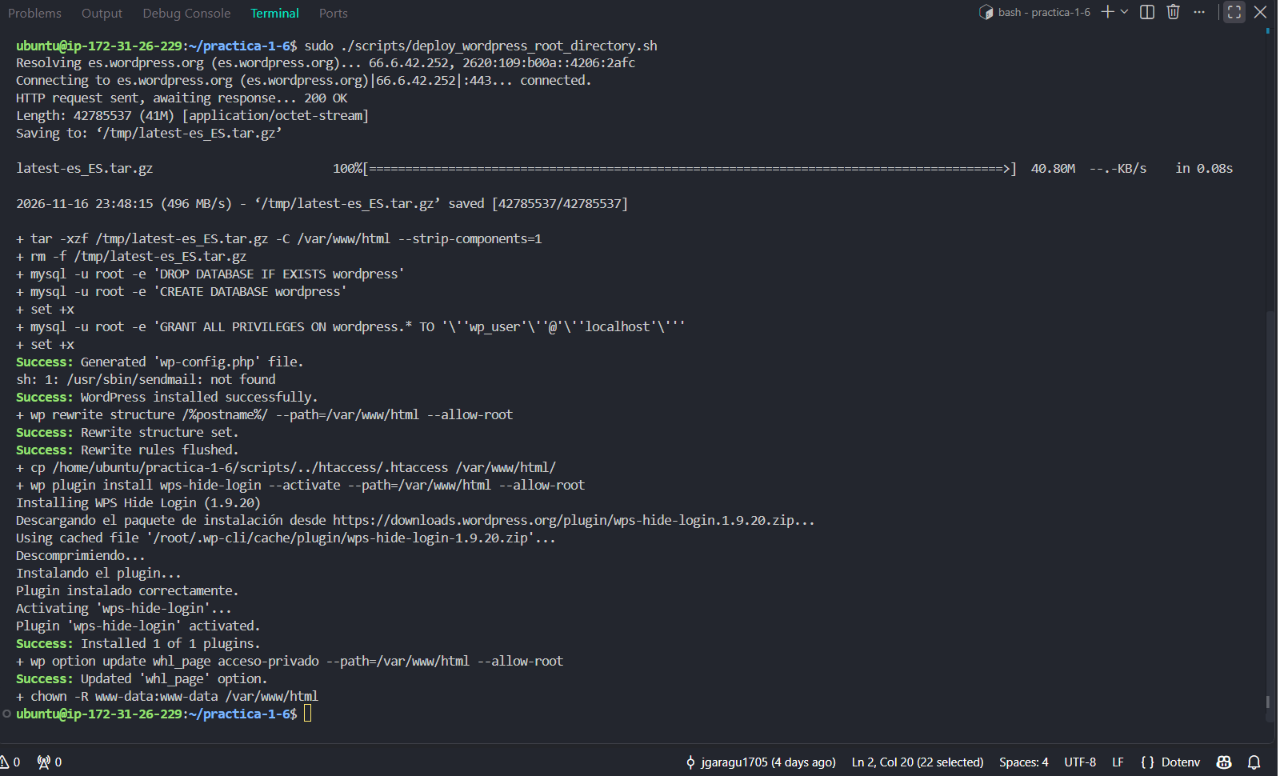 Problems Output Debug Console Terminal Ports
bash - practica-1-6
ubuntu@ip-172-31-26-229:~/practica-1-6$ sudo ./scripts/deploy_wordpress_root_directory.sh
Resolving es.wordpress.org (es.wordpress.org)... 66.6.42.252, 2620:109:b00a::4206:2afc
Connecting to es.wordpress.org (es.wordpress.org)|66.6.42.252|:443... connected.
HTTP request sent, awaiting response... 200 OK
Length: 42785537 (41M) [application/octet-stream]
Saving to: ‘/tmp/latest-es_ES.tar.gz’
latest-es_ES.tar.gz 100%[=====================================================================================>] 40.80M --.-KB/s in 0.08s
2026-11-16 23:48:15 (496 MB/s) - ‘/tmp/latest-es_ES.tar.gz’ saved [42785537/42785537]
+ tar -xzf /tmp/latest-es_ES.tar.gz -C /var/www/html --strip-components=1
+ rm -f /tmp/latest-es_ES.tar.gz
+ mysql -u root -e 'DROP DATABASE IF EXISTS wordpress'
+ mysql -u root -e 'CREATE DATABASE wordpress'
+ set +x
+ mysql -u root -e 'GRANT ALL PRIVILEGES ON wordpress.* TO '\''wp_user'\''@'\''localhost'\'''
+ set +x
Success: Generated 'wp-config.php' file.
sh: 1: /usr/sbin/sendmail: not found
Success: WordPress installed successfully.
+ wp rewrite structure /%postname%/ --path=/var/www/html --allow-root
Success: Rewrite structure set.
Success: Rewrite rules flushed.
+ cp /home/ubuntu/practica-1-6/scripts/../htaccess/.htaccess /var/www/html/
+ wp plugin install wps-hide-login --activate --path=/var/www/html --allow-root
Installing WPS Hide Login (1.9.20)
Descargando el paquete de instalación desde https://downloads.wordpress.org/plugin/wps-hide-login.1.9.20.zip...
Using cached file '/root/.wp-cli/cache/plugin/wps-hide-login-1.9.20.zip'...
Descomprimiendo...
Instalando el plugin...
Plugin instalado correctamente.
Activating 'wps-hide-login'...
Plugin 'wps-hide-login' activated.
Success: Installed 1 of 1 plugins.
+ wp option update whl_page acceso-privado --path=/var/www/html --allow-root
Success: Updated 'whl_page' option.
+ chown -R www-data:www-data /var/www/html
ubuntu@ip-172-31-26-229:~/practica-1-6$
0 0 jgaragu1705 (4 days ago) Ln 2, Col 20 (22 selected) Spaces: 4 UTF-8 LF { } Dotenv